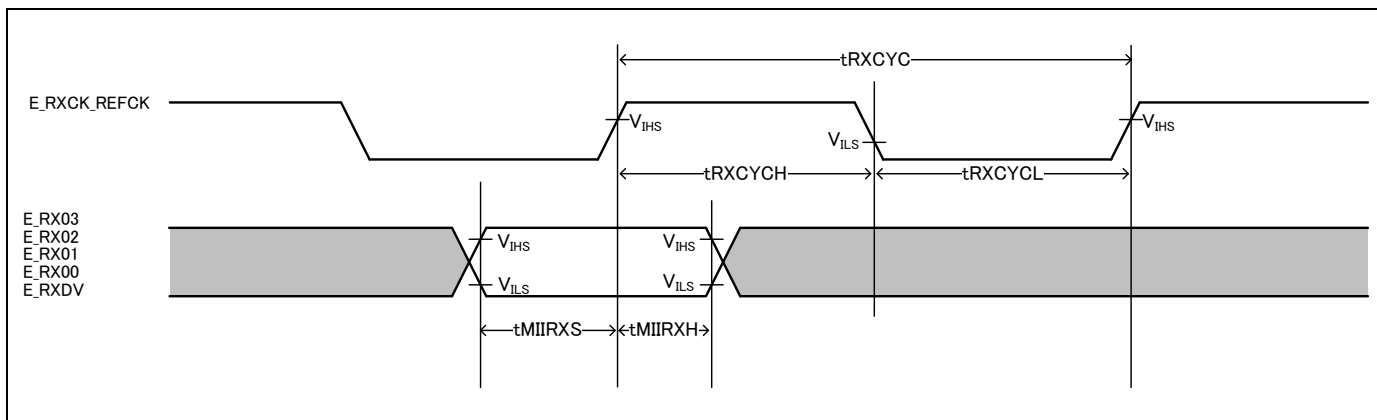 tRXCYC
E_RXCK_REFCK
VIHS
VILS
VIHS
tRXCYCH
tRXCYCL
E_RX03
E_RX02
E_RX01
E_RX00
E_RXDV
VIHS
VIHS
VILS
VILS
tMIIRXS
tMIIRXH